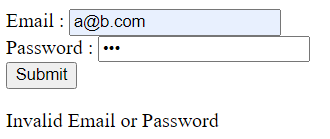 Email : a@b.com
Password : •••
Submit
Invalid Email or Password